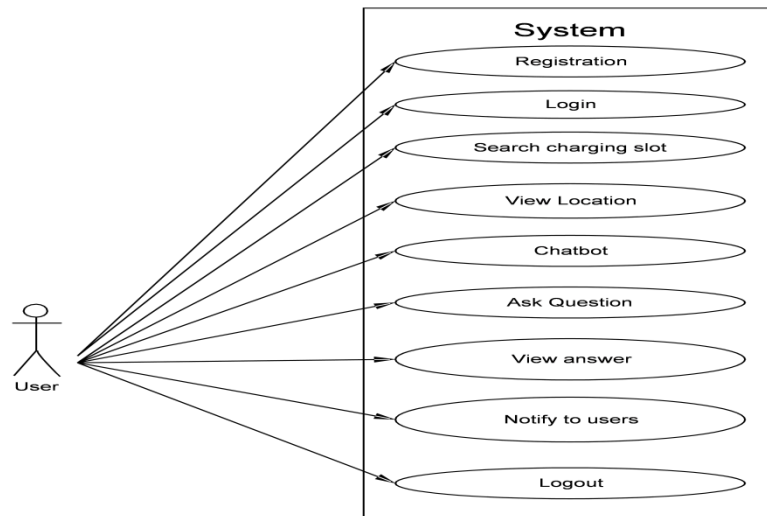 System
Registration
Login
Search charging slot
View Location
Chatbot
Ask Question
View answer
Notify to users
Logout
User